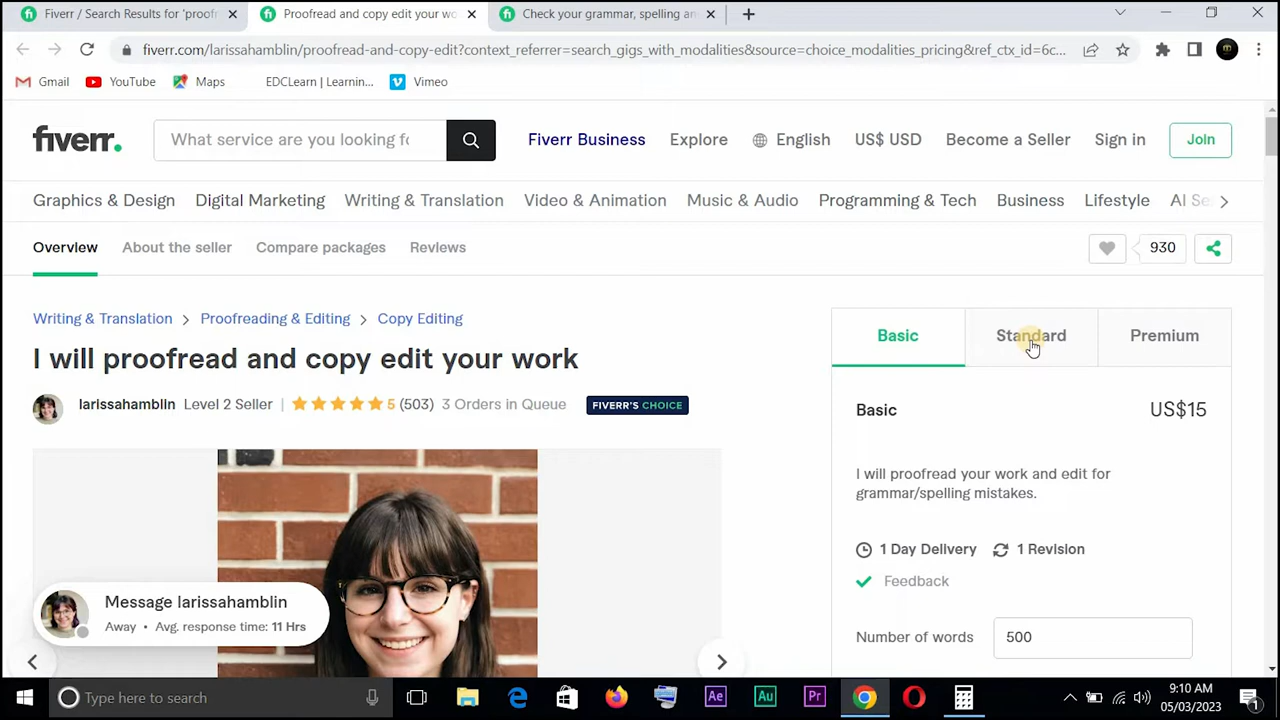 Fiverr / Search Results for 'proofr
Proofread and copy edit your wo
Check your grammar, spelling an
fiverr.com/larissahamblin/proofread-and-copy-edit?context_referrer=search_gigs_with_modalities&source=choice_modalities_pricing&ref_ctx_id=6c...
Gmail YouTube Maps EDCLearn | Learnin... Vimeo
fiverr. What service are you looking fo Fiverr Business Explore English US$ USD Become a Seller Sign in Join
Graphics & Design Digital Marketing Writing & Translation Video & Animation Music & Audio Programming & Tech Business Lifestyle AI Se
Overview About the seller Compare packages Reviews 930
Writing & Translation > Proofreading & Editing > Copy Editing
I will proofread and copy edit your work
larissahamblin Level 2 Seller | 5 (503) 3 Orders in Queue FIVERR'S CHOICE
Message larissahamblin
Away • Avg. response time: 11 Hrs
Basic Standard Premium
Basic US$15
I will proofread your work and edit for
grammar/spelling mistakes.
1 Day Delivery 1 Revision
Feedback
Number of words 500
Type here to search
Ae Au Pr
9:10 AM
05/03/2023
1